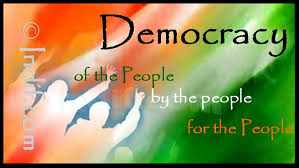 Democracy
of the People
by the people
for the People